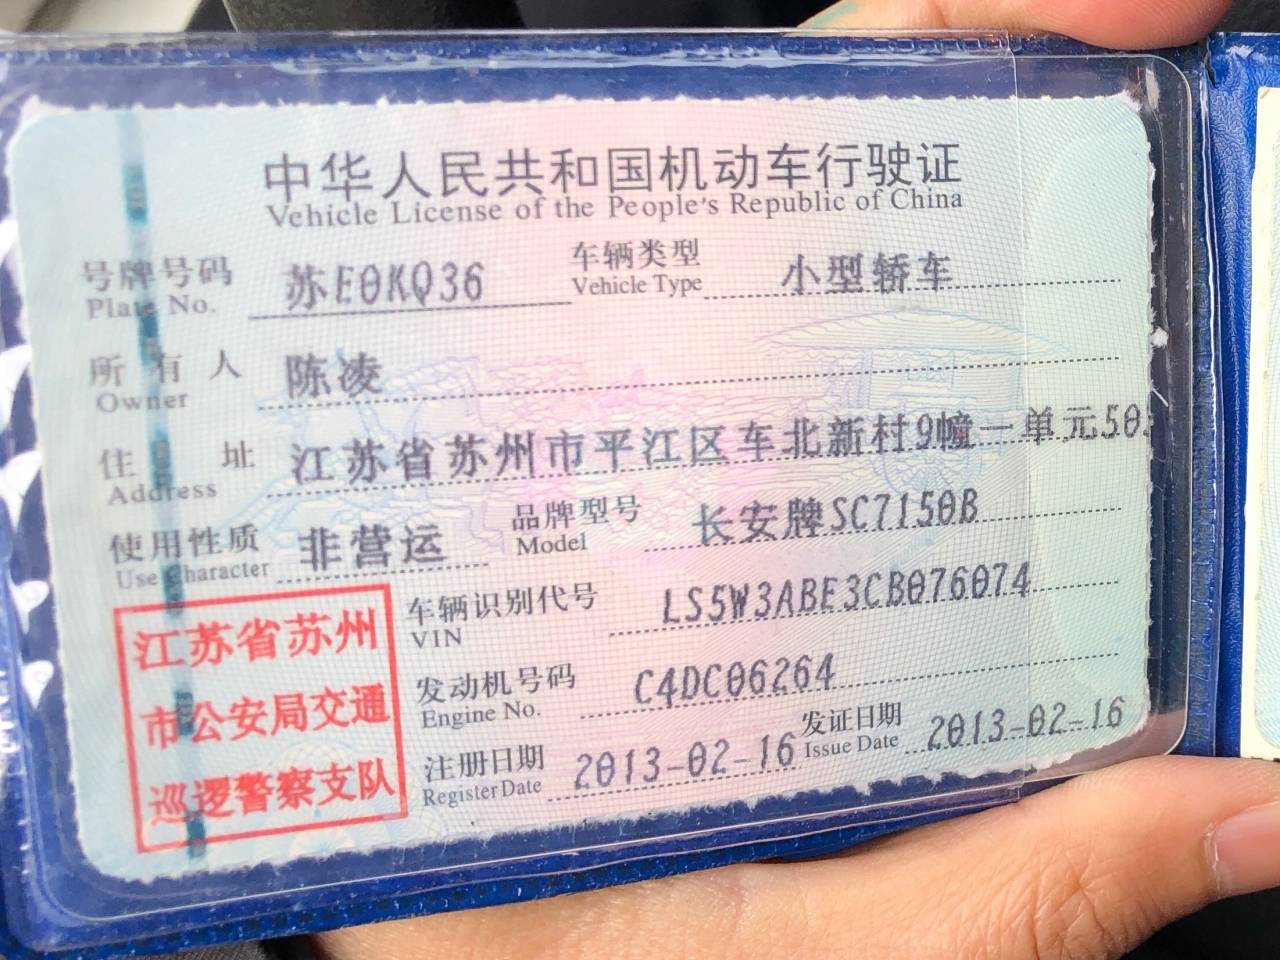 中华人民共和国机动车行驶证
Vehicle License of the People's Republic of China
号牌号码 苏E0KQ36 车辆类型 小型轿车
Plate No. Vehicle Type
所有人 陈凌
Owner
住址 江苏省苏州市平江区车北新村9幢一单元50
Address
使用性质 非营运 品牌型号 长安牌SC7150B
Use Character Model
车辆识别代号 LS5W3ABE3CB076074
VIN
发动机号码 C4DC06264
Engine No.
注册日期 2013-02-16 发证日期 2013-02-16
Register Date Issue Date
江苏省苏州
市公安局交通
巡逻警察支队